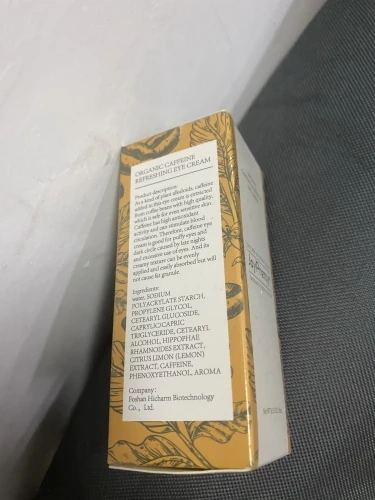 ORGANIC CAFFEINE
REFRESHING EYE CREAM
Product description:
As a kind of plant alkaloids, caffeine
added in this eye cream is extracted
from coffee beans with high quality,
which is safe for even sensitive skin.
Caffeine has high antioxidant
activity and can stimulate blood
circulation. Therefore, caffeine eye
cream is good for puffy eyes and
dark circle caused by late nights
and excessive use of eyes. And its
creamy texture can be evenly
applied and easily absorbed but will
not cause fat granule.
Ingredients:
water, SODIUM
POLYACRYLATE STARCH,
PROPYLENE GLYCOL,
CETEARYL GLUCOSIDE,
CAPRYLIC/CAPRIC
TRIGLYCERIDE, CETEARYL
ALCOHOL, HIPPOPHAE
RHAMNOIDES EXTRACT,
CITRUS LIMON (LEMON)
EXTRACT, CAFFEINE,
PHENOXYETHANOL, AROMA
Company:
Foshan Hicharm Biotechnology
Co., Ltd.